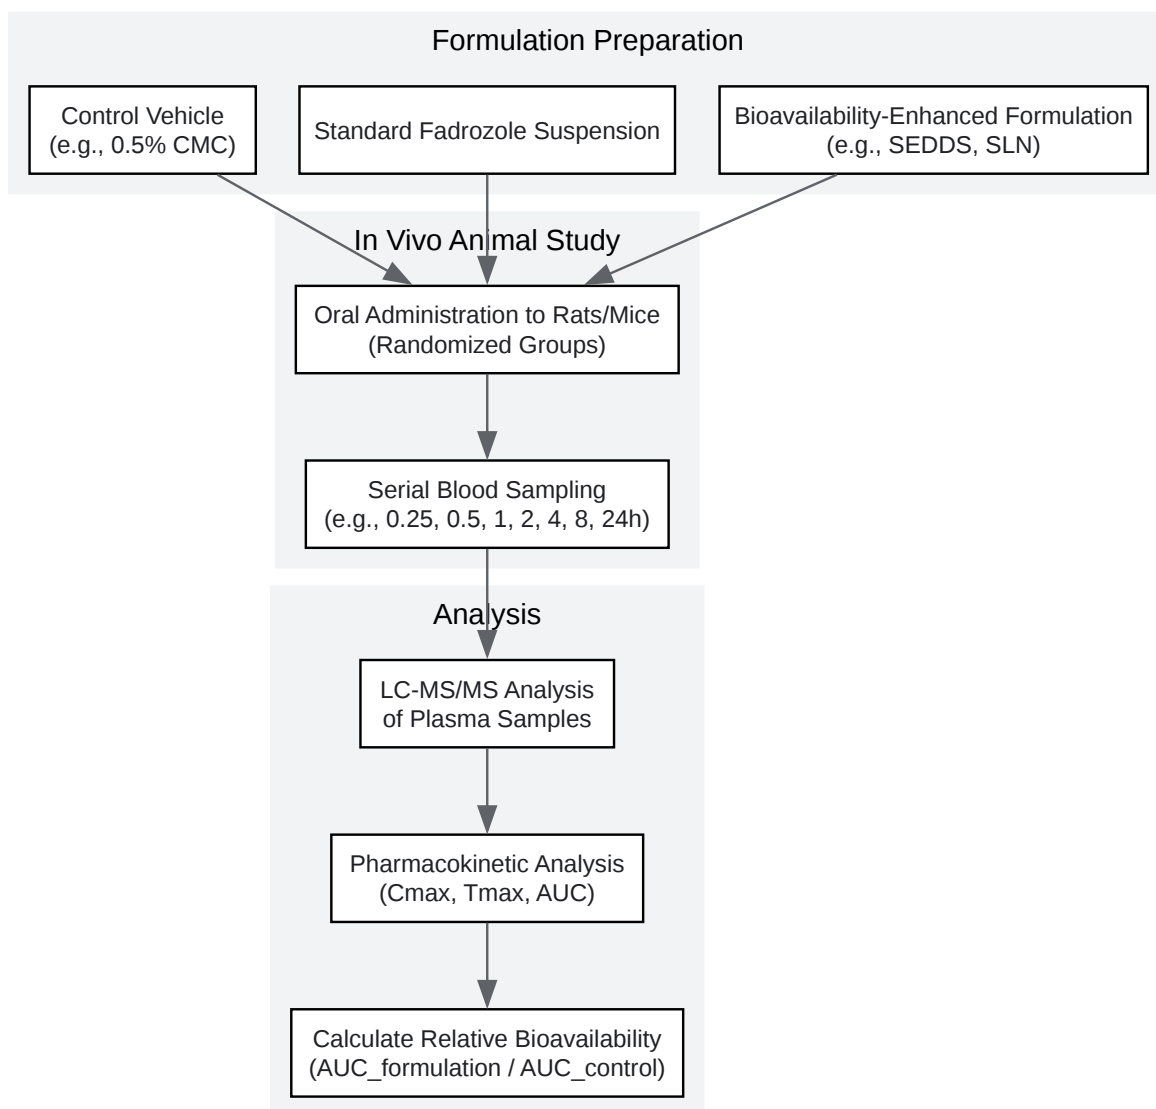 Formulation Preparation
Control Vehicle
(e.g., 0.5% CMC)
Standard Fadrozole Suspension
Bioavailability-Enhanced Formulation
(e.g., SEDDS, SLN)
In Vivo Animal Study
Oral Administration to Rats/Mice
(Randomized Groups)
Serial Blood Sampling
(e.g., 0.25, 0.5, 1, 2, 4, 8, 24h)
Analysis
LC-MS/MS Analysis
of Plasma Samples
Pharmacokinetic Analysis
(Cmax, Tmax, AUC)
Calculate Relative Bioavailability
(AUC_formulation / AUC_control)